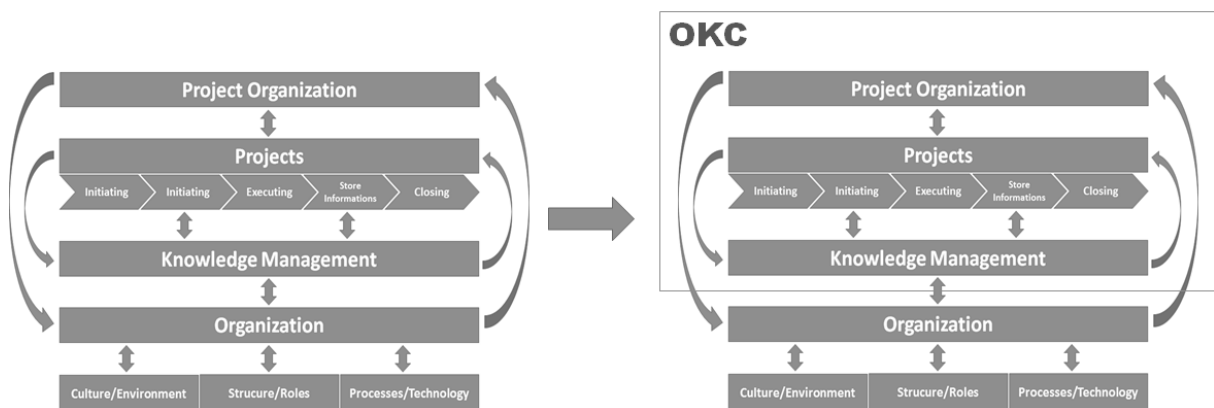 Project Organization
Projects
Initiating
Initiating
Executing
Store
Informations
Closing
Knowledge Management
Organization
Culture/Environment
Strucure/Roles
Processes/Technology
OKC
Project Organization
Projects
Initiating
Initiating
Executing
Store
Informations
Closing
Knowledge Management
Organization
Culture/Environment
Strucure/Roles
Processes/Technology